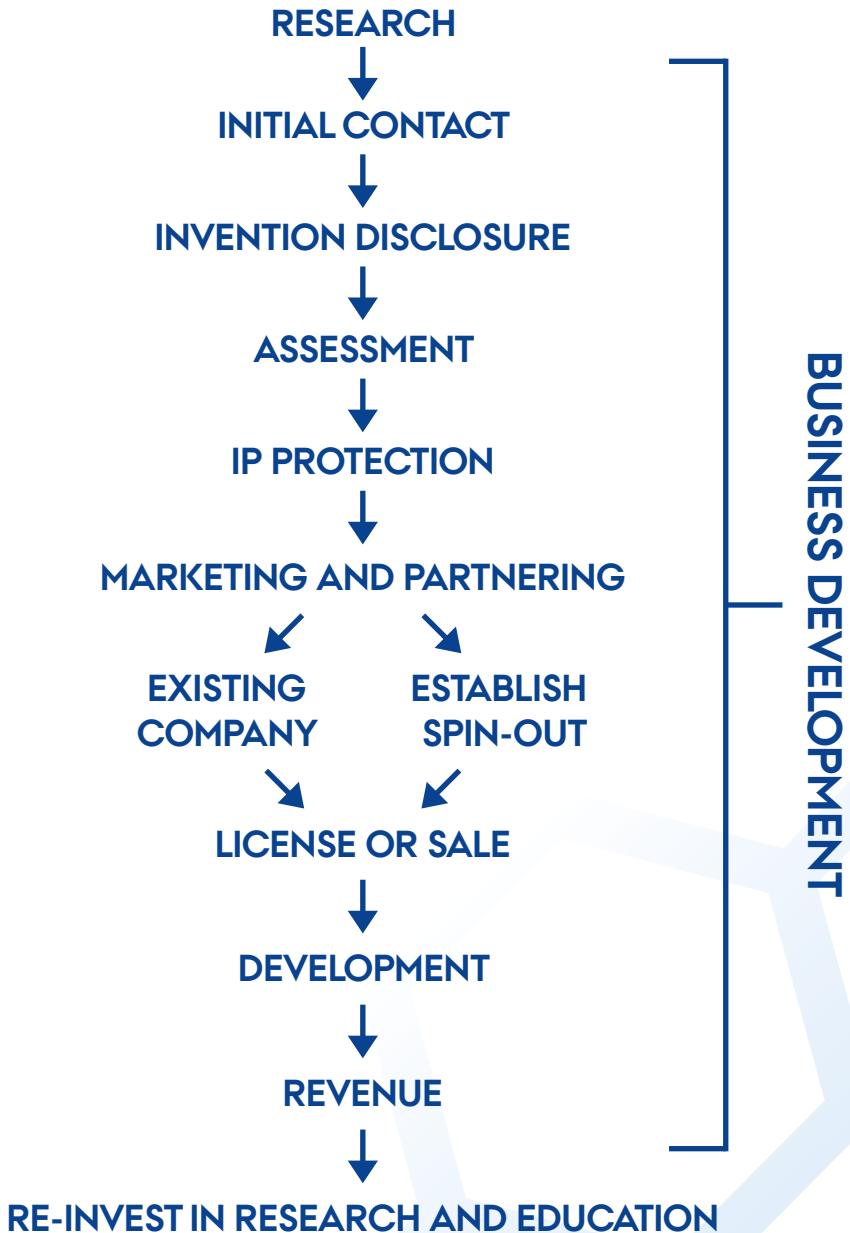 RESEARCH
INITIAL CONTACT
INVENTION DISCLOSURE
ASSESSMENT
IP PROTECTION
MARKETING AND PARTNERING
EXISTING
COMPANY
ESTABLISH
SPIN-OUT
LICENSE OR SALE
DEVELOPMENT
REVENUE
RE-INVEST IN RESEARCH AND EDUCATION
BUSINESS DEVELOPMENT